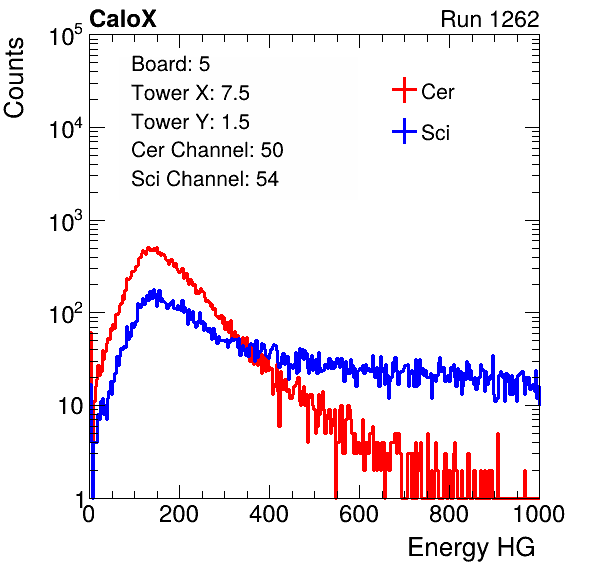 CaloX Run 1262
Counts
10^5
10^4
10^3
10^2
10
1
Board: 5
Tower X: 7.5
Tower Y: 1.5
Cer Channel: 50
Sci Channel: 54
Cer
Sci
0 200 400 600 800 1000
Energy HG